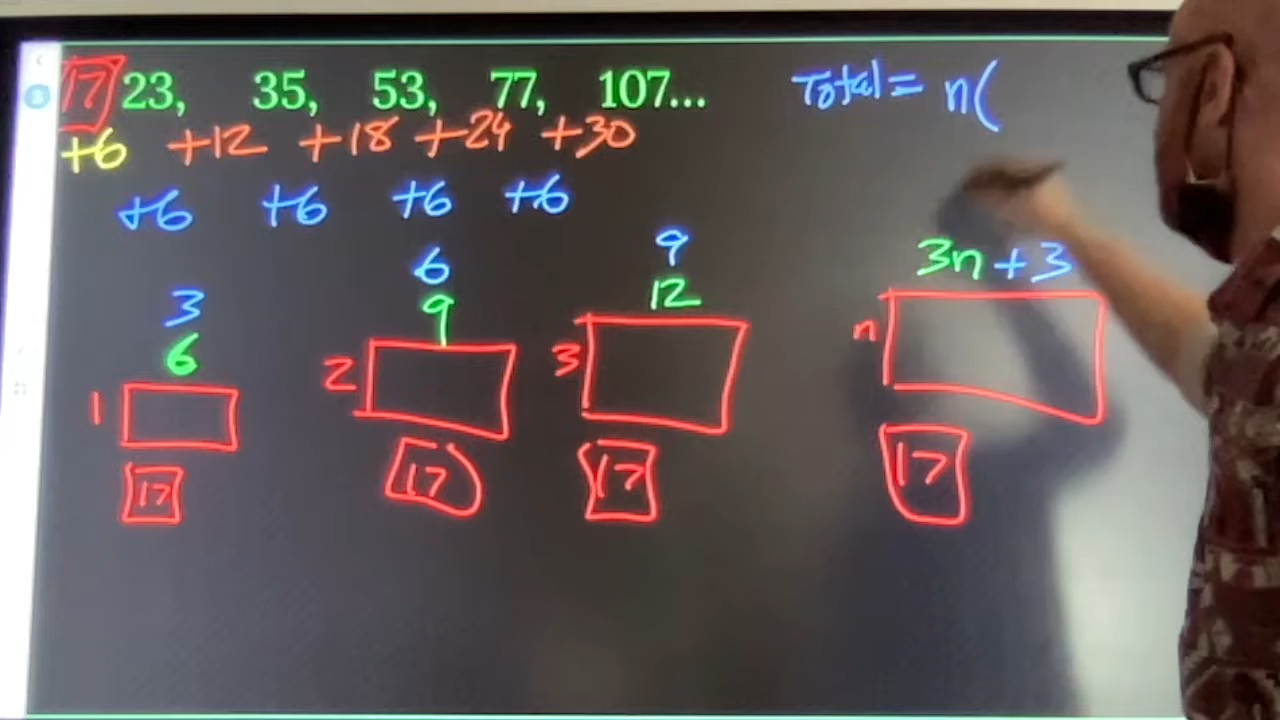 17 23, 35, 53, 77, 107... Total = n(
+6 +12 +18 +24 +30
+6 +6 +6 +6
3 6 9 3n + 3
6 9 12
1 2 3 n
17 17 17 17